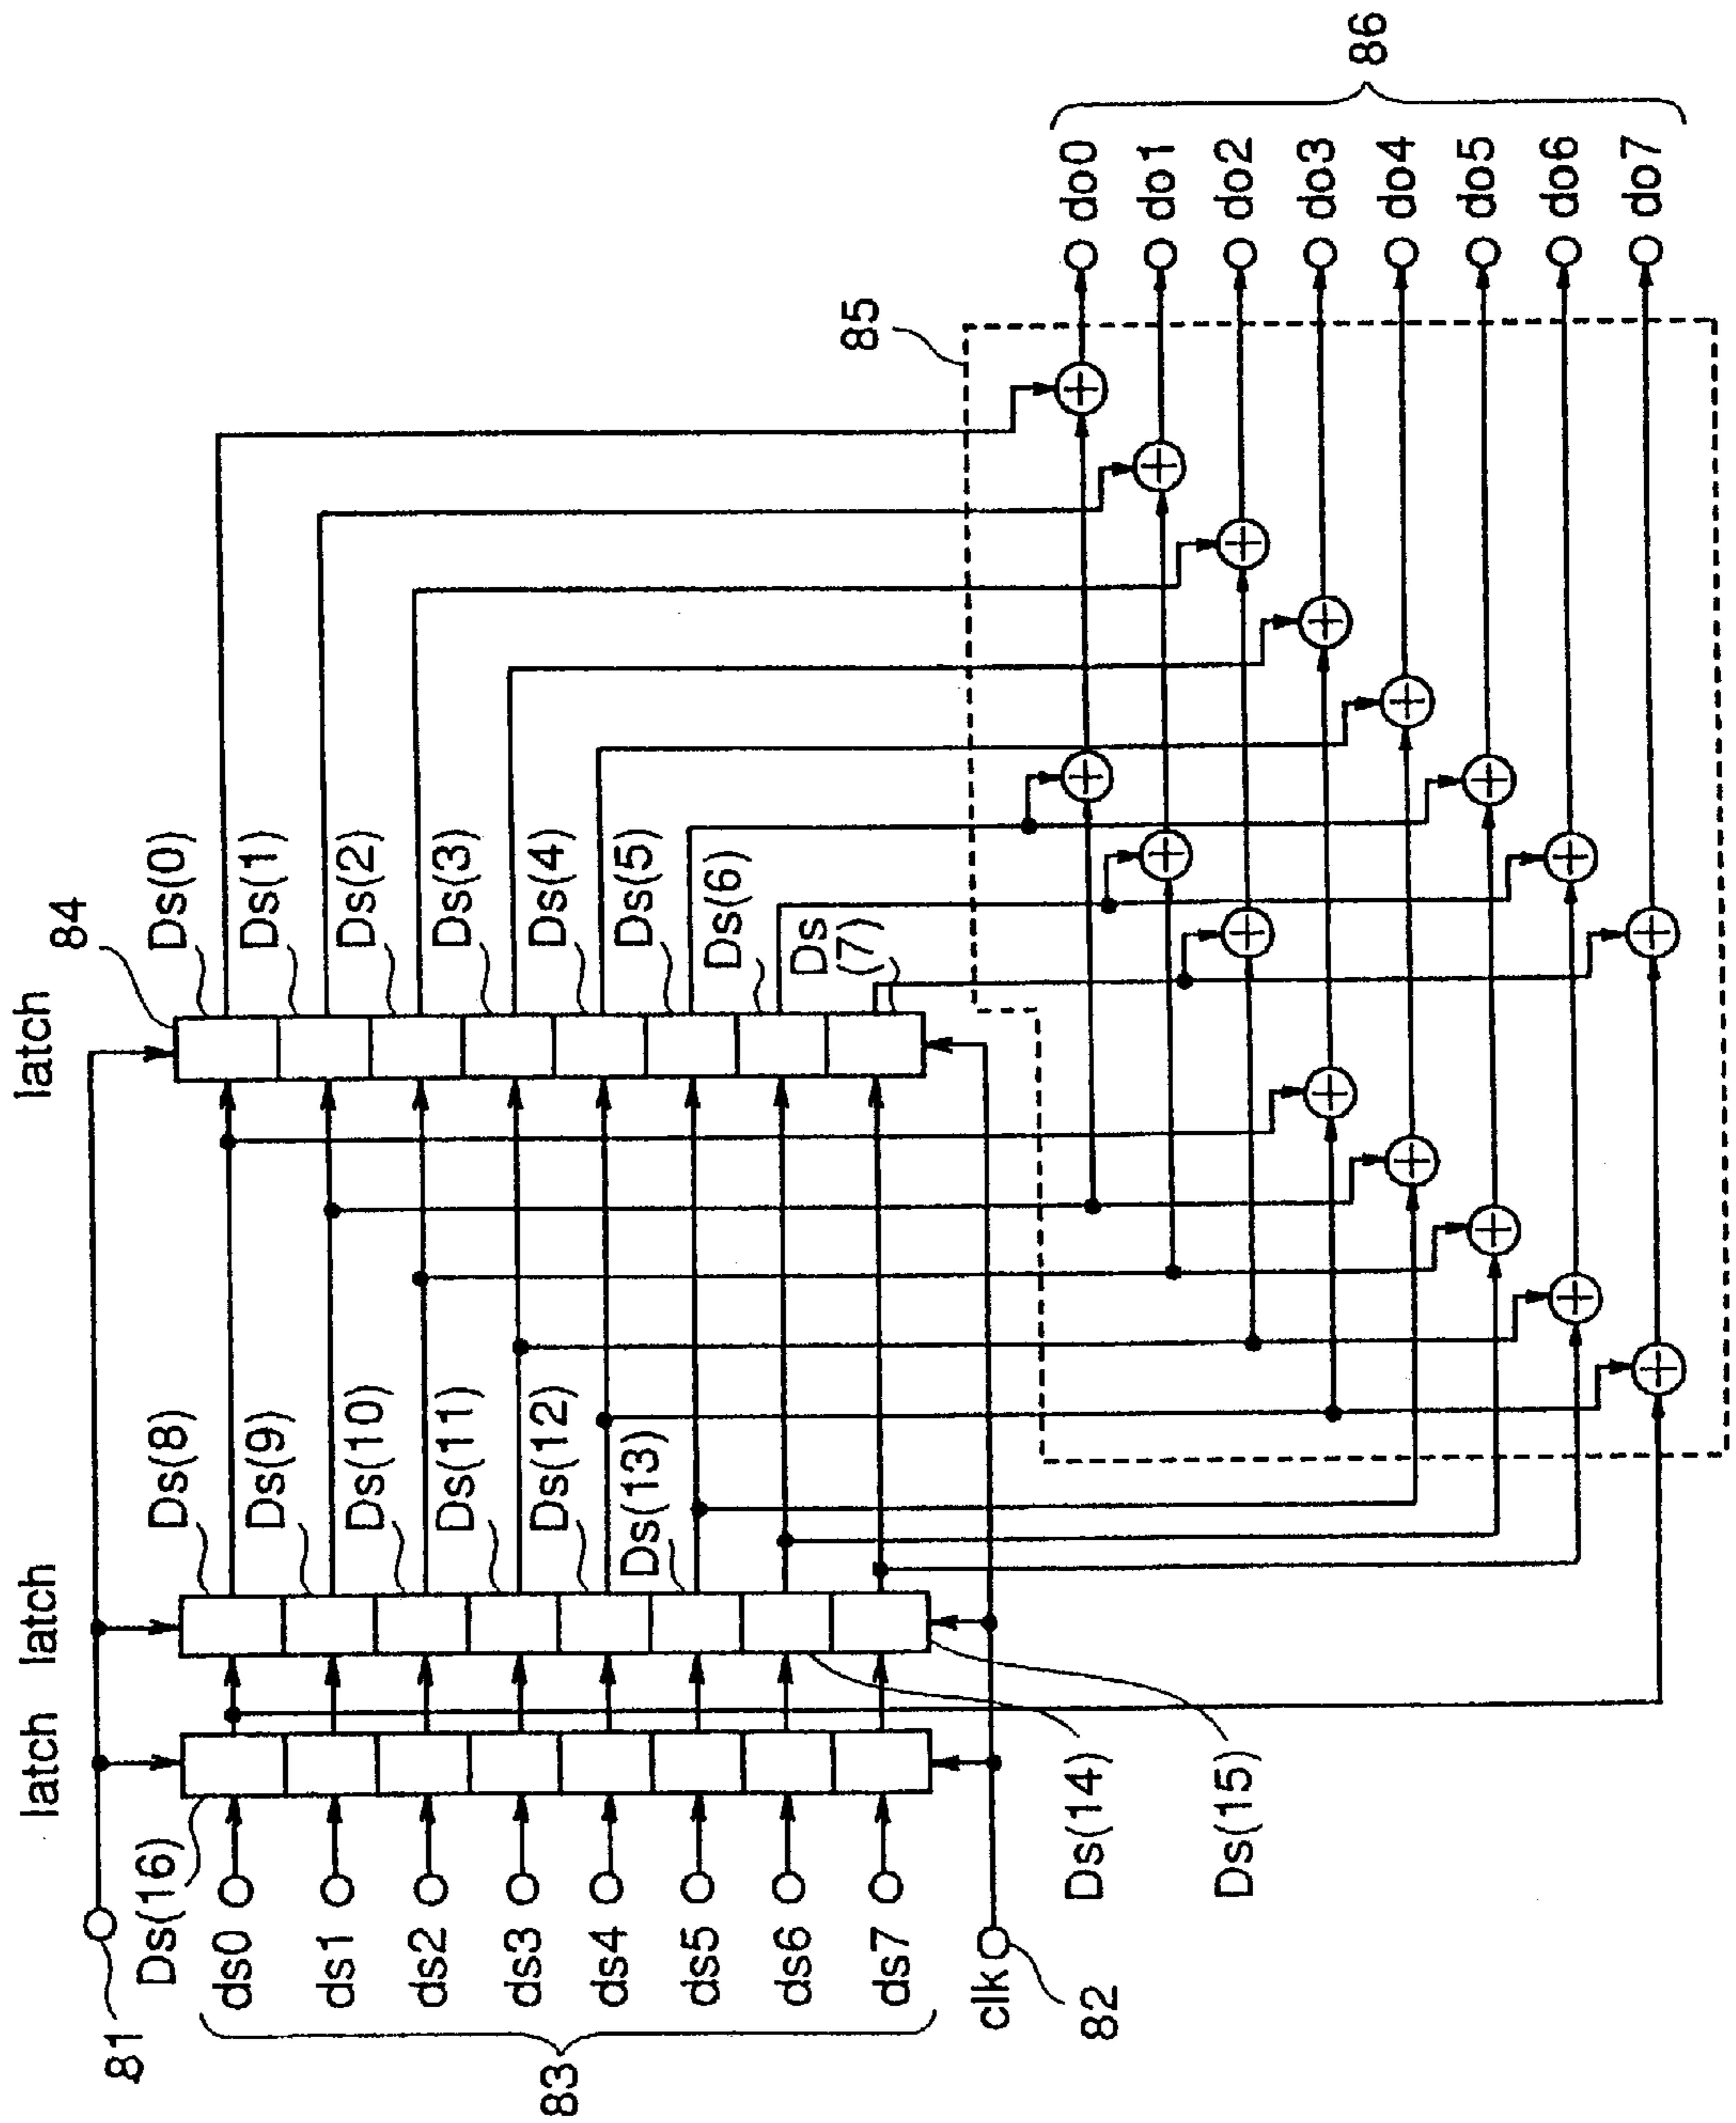 latch
latch
latch
84
81
Ds(16)
Ds(8)
Ds(9)
Ds(10)
Ds(11)
Ds(12)
Ds(13)
Ds(0)
Ds(1)
Ds(2)
Ds(3)
Ds(4)
Ds(5)
Ds(6)
Ds
(7)
ds0
ds1
ds2
ds3
ds4
ds5
ds6
ds7
83
clk
82
Ds(14)
Ds(15)
85
do0
do1
do2
do3
do4
do5
do6
do7
86